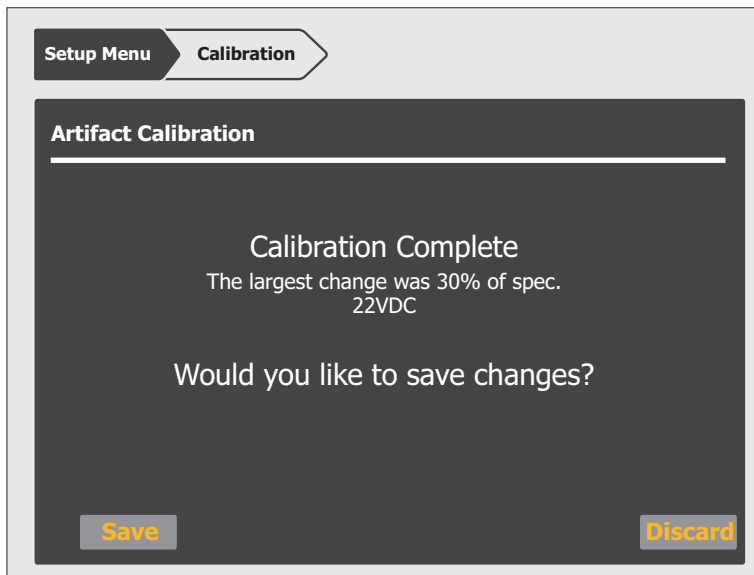 Setup Menu
Calibration
Artifact Calibration
Calibration Complete
The largest change was 30% of spec.
22VDC
Would you like to save changes?
Save
Discard